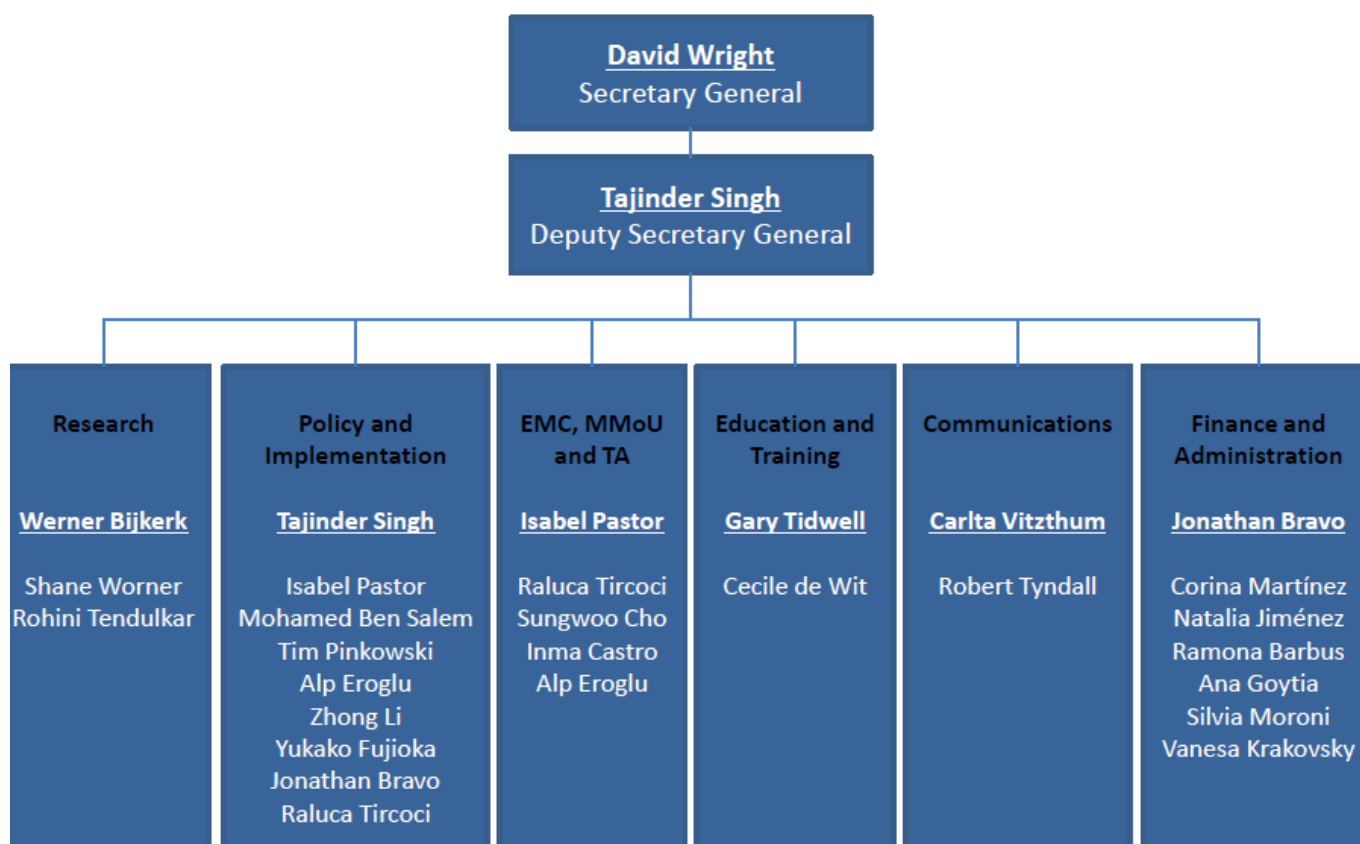 David Wright
Secretary General
Tajinder Singh
Deputy Secretary General
Research
Werner Bijkerk
Shane Worner
Rohini Tendulkar
Policy and
Implementation
Tajinder Singh
Isabel Pastor
Mohamed Ben Salem
Tim Pinkowski
Alp Eroglu
Zhong Li
Yukako Fujioka
Jonathan Bravo
Raluca Tircoci
EMC, MMoU
and TA
Isabel Pastor
Raluca Tircoci
Sungwoo Cho
Inma Castro
Alp Eroglu
Education and
Training
Gary Tidwell
Cecile de Wit
Communications
Carlta Vitzthum
Robert Tyndall
Finance and
Administration
Jonathan Bravo
Corina Martínez
Natalia Jiménez
Ramona Barbus
Ana Goytia
Silvia Moroni
Vanesa Krakovsky